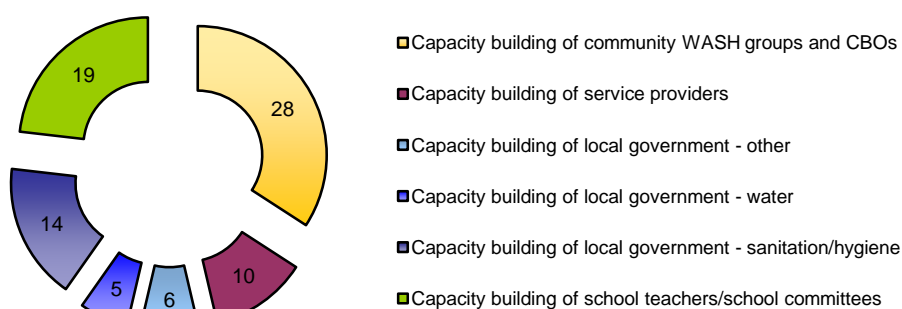 19
28
14
10
5
6
Capacity building of community WASH groups and CBOs
Capacity building of service providers
Capacity building of local government - other
Capacity building of local government - water
Capacity building of local government - sanitation/hygiene
Capacity building of school teachers/school committees